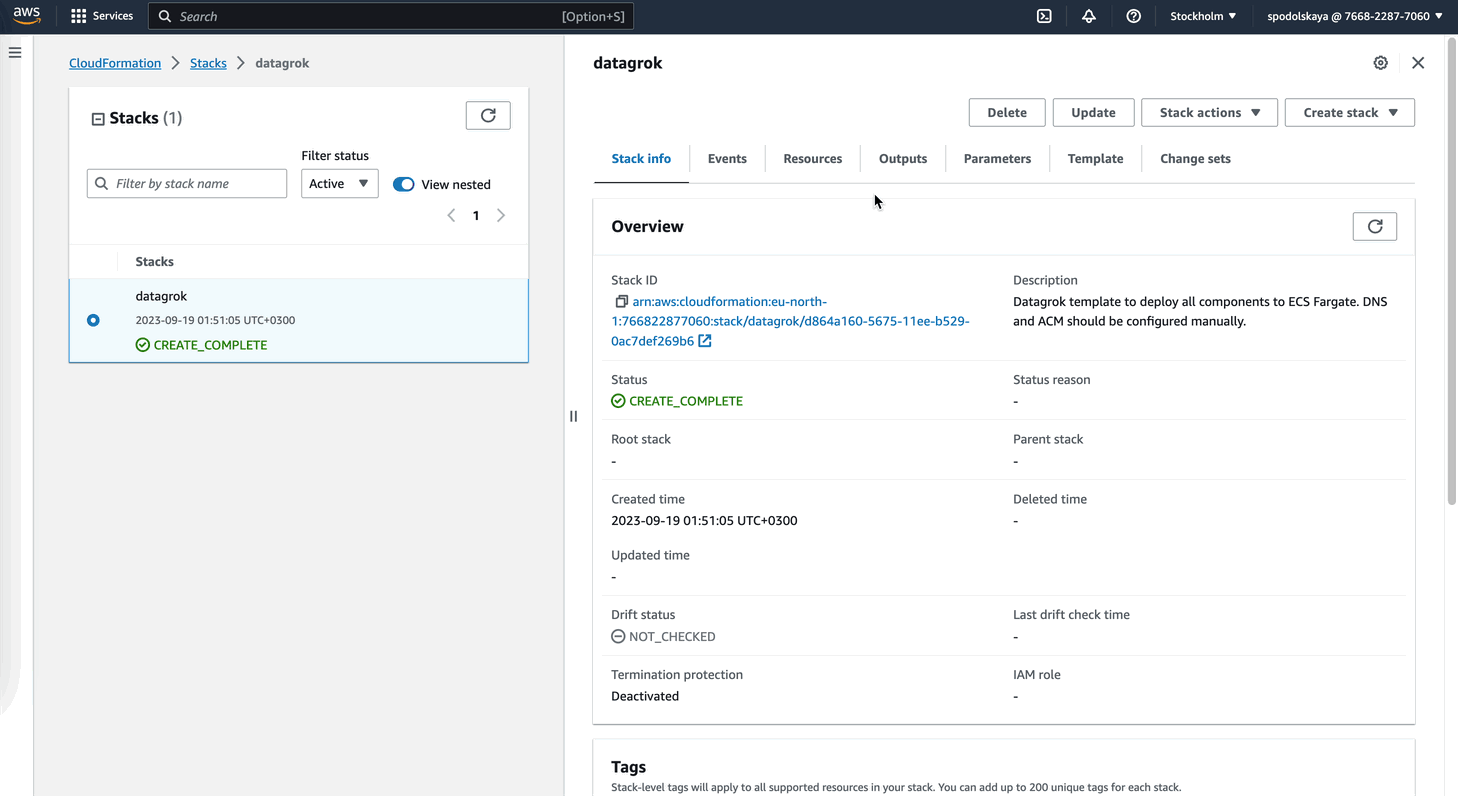 aws
Services
Search
[Option+S]
Stockholm
spodolskaya @ 7668-2287-7060
CloudFormation
Stacks
datagrok
Stacks (1)
Filter status
Filter by stack name
Active
View nested
1
Stacks
datagrok
2023-09-19 01:51:05 UTC+0300
CREATE_COMPLETE
datagrok
Delete
Update
Stack actions
Create stack
Stack info
Events
Resources
Outputs
Parameters
Template
Change sets
Overview
Stack ID
arn:aws:cloudformation:eu-north-
1:766822877060:stack/datagrok/d864a160-5675-11ee-b529-
0ac7def269b6
Description
Datagrok template to deploy all components to ECS Fargate. DNS
and ACM should be configured manually.
Status
CREATE_COMPLETE
Status reason
-
Root stack
-
Parent stack
-
Created time
2023-09-19 01:51:05 UTC+0300
Deleted time
-
Updated time
-
Drift status
NOT_CHECKED
Last drift check time
-
Termination protection
Deactivated
IAM role
-
Tags
Stack-level tags will apply to all supported resources in your stack. You can add up to 200 unique tags for each stack.